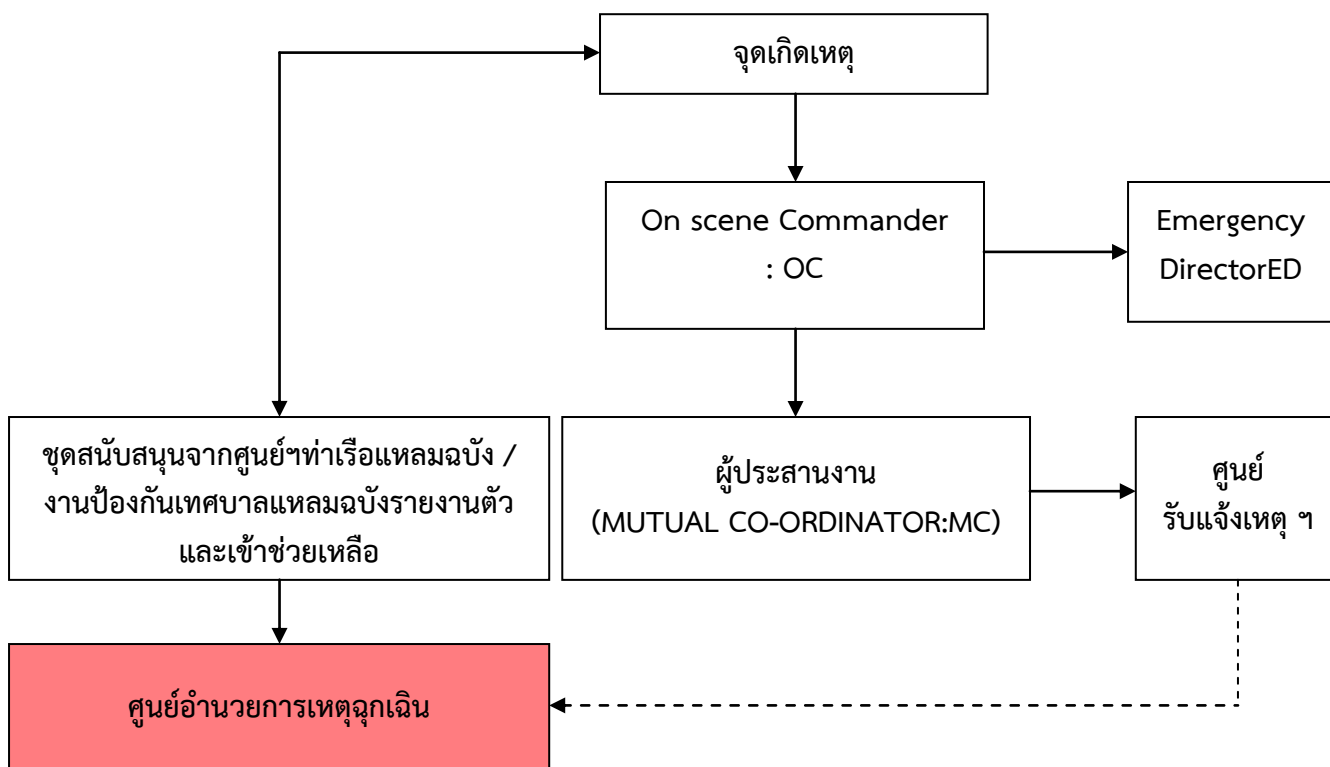 จุดเกิดเหตุ
On scene Commander
: OC
Emergency
DirectorED
ชุดสนับสนุนจากศูนย์ฯท่าเรือแหลมฉบัง /
งานป้องกันเทศบาลแหลมฉบังรายงานตัว
และเข้าช่วยเหลือ
ผู้ประสานงาน
(MUTUAL CO-ORDINATOR:MC)
ศูนย์
รับแจ้งเหตุ ฯ
ศูนย์อำนวยการเหตุฉุกเฉิน